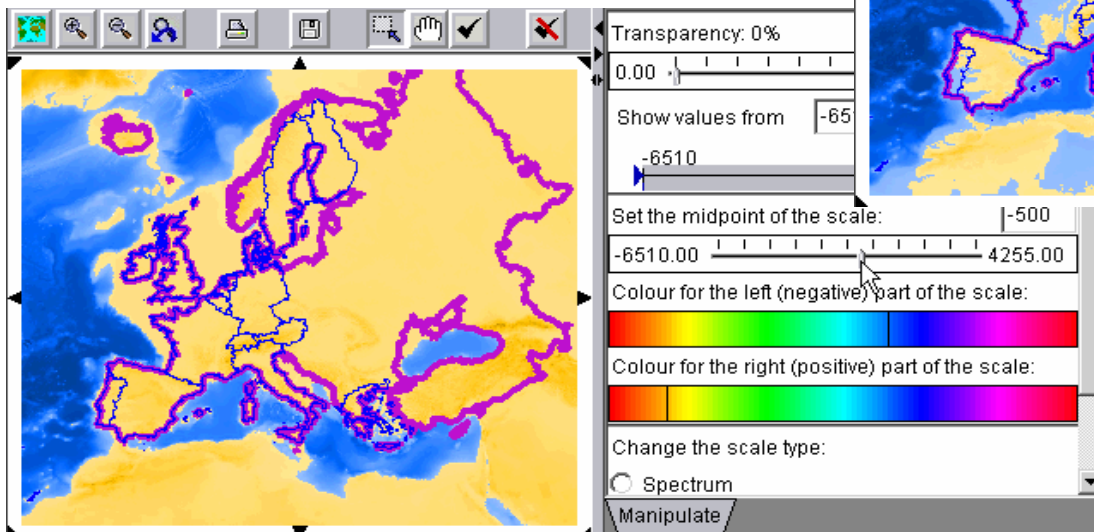 Transparency: 0%
0.00
Show values from -65
-6510
Set the midpoint of the scale: -500
-6510.00 4255.00
Colour for the left (negative) part of the scale:
Colour for the right (positive) part of the scale:
Change the scale type:
Spectrum
Manipulate